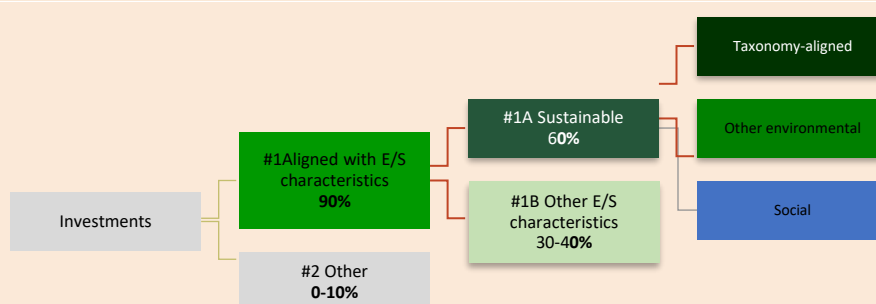 Investments
#1Aligned with E/S
characteristics
90%
#2 Other
0-10%
#1A Sustainable
60%
#1B Other E/S
characteristics
30-40%
Taxonomy-aligned
Other environmental
Social